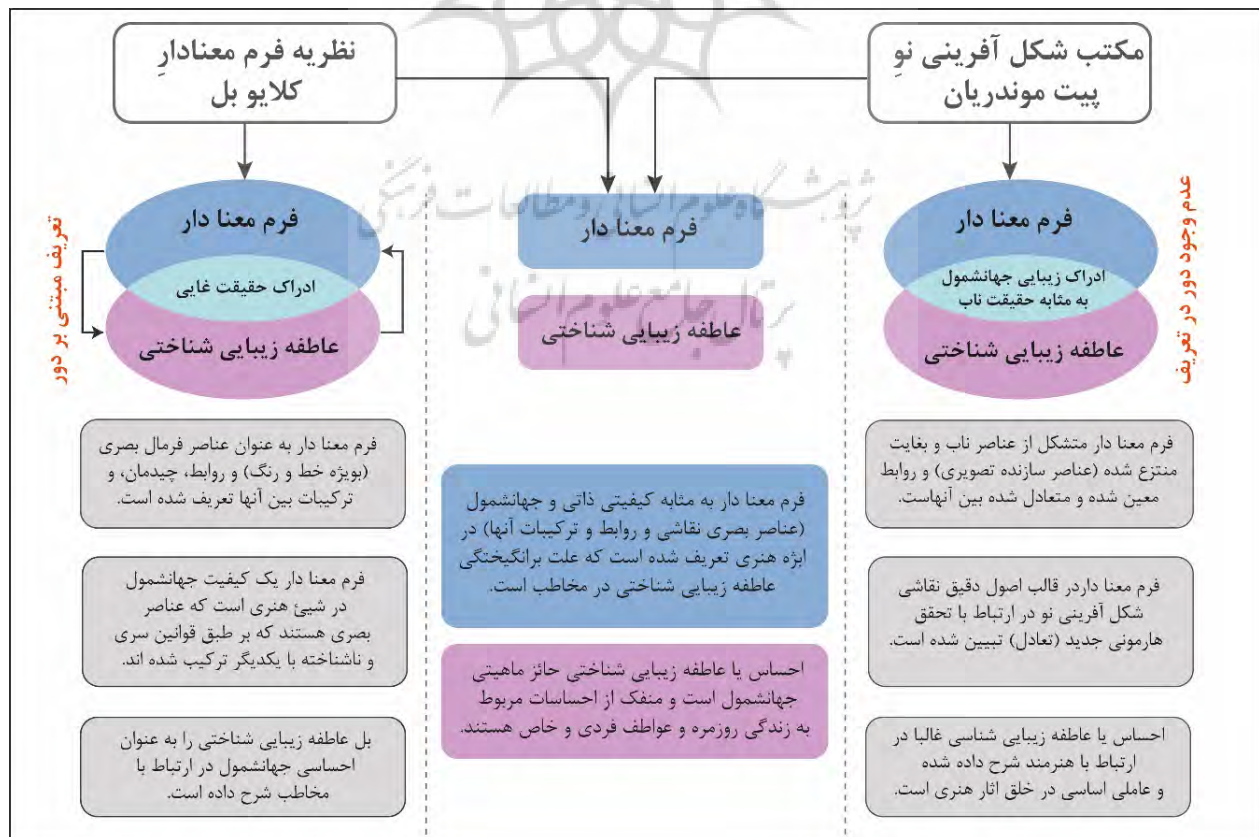 مکتب شکل آفرینی نوِ
پیت موندریان
نظریه فرم معنادارِ
کلایو بل
عدم وجود دور در تعریف
فرم معنا دار
ادراک زیبایی جهانشمول
به مثابه حقیقت ناب
عاطفه زیبایی شناختی
فرم معنا دار متشکل از عناصر ناب و بغایت
منتزع شده (عناصر سازنده تصویری) و روابط
معین شده و متعادل شده بین آنهاست.
فرم معنا داردر قالب اصول دقیق نقاشی
شکل آفرینی نو در ارتباط با تحقق
هارمونی جدید (تعادل) تبیین شده است.
احساس یا عاطفه زیبایی شناسی غالبا در
ارتباط با هنرمند شرح داده شده
و عاملی اساسی در خلق اثار هنری است.
پژوهشگاه علوم انسانی و مطالعات فرهنگی
پرتال جامع علوم انسانی
فرم معنا دار
عاطفه زیبایی شناختی
فرم معنا دار به مثابه کیفیتی ذاتی و جهانشمول
(عناصر بصری نقاشی و روابط و ترکیبات آنها) در
ابژه هنری تعریف شده است که علت برانگیختگی
عاطفه زیبایی شناختی در مخاطب است.
احساس یا عاطفه زیبایی شناختی حائز ماهیتی
جهانشمول است و منفک از احساسات مربوط
به زندگی روزمره و عواطف فردی و خاص هستند.
فرم معنا دار
ادراک حقیقت غایی
عاطفه زیبایی شناختی
تعریف مبتنی بر دور
فرم معنا دار به عنوان عناصر فرمال بصری
(بویژه خط و رنگ) و روابط، چیدمان، و
ترکیبات بین آنها تعریف شده است.
فرم معنا دار یک کیفیت جهانشمول
در شیئ هنری است که عناصر
بصری هستند که بر طبق قوانین سری
و ناشناخته با یکدیگر ترکیب شده اند.
بل عاطفه زیبایی شناختی را به عنوان
احساسی جهانشمول در ارتباط با
مخاطب شرح داده است.